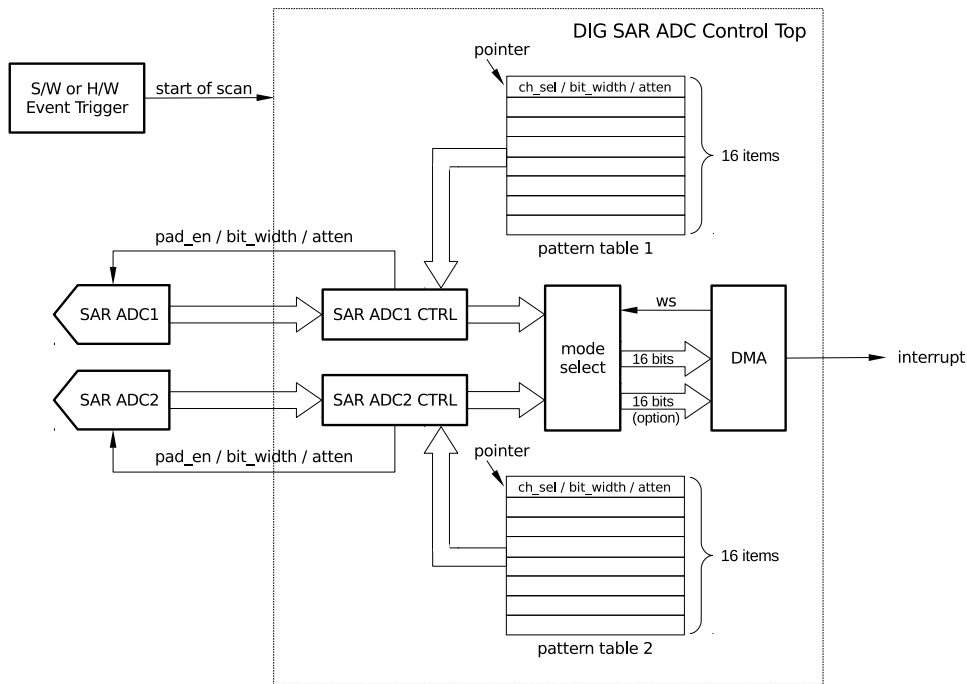 DIG SAR ADC Control Top
S/W or H/W
Event Trigger
start of scan
pointer
ch_sel / bit_width / atten
16 items
pattern table 1
pad_en / bit_width / atten
SAR ADC1
SAR ADC1 CTRL
mode
select
ws
16 bits
16 bits
(option)
DMA
interrupt
SAR ADC2
SAR ADC2 CTRL
pad_en / bit_width / atten
pointer
ch_sel / bit_width / atten
16 items
pattern table 2